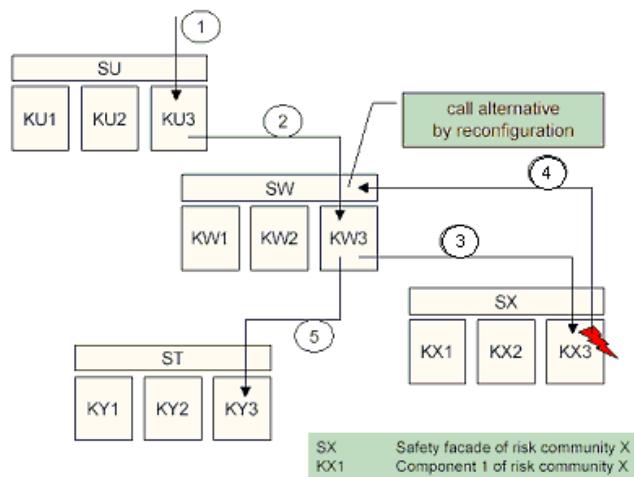 1
SU
KU1 KU2 KU3
2
call alternative
by reconfiguration
4
SW
KW1 KW2 KW3
3
SX
KX1 KX2 KX3
5
ST
KY1 KY2 KY3
SX Safety facade of risk community X
KX1 Component 1 of risk community X